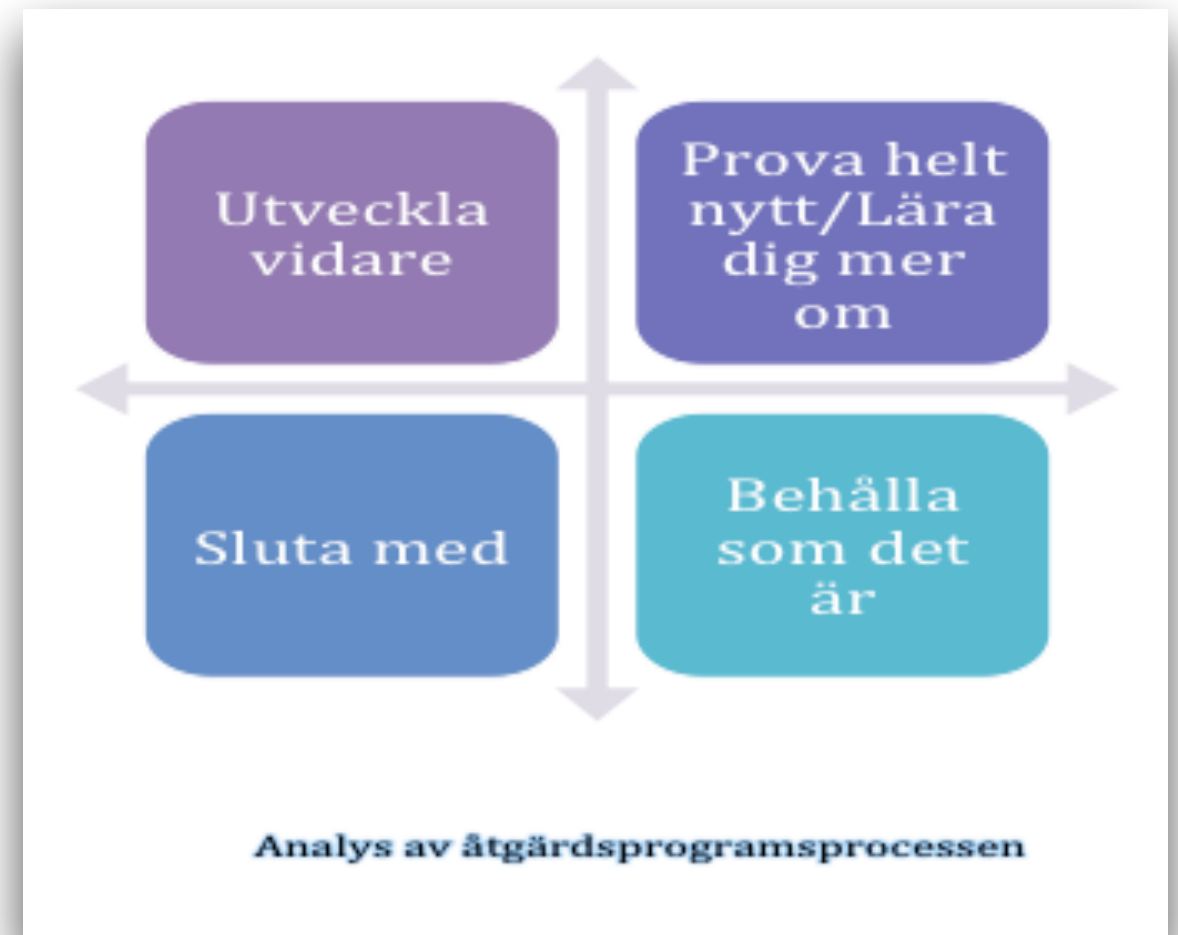 Utveckla
vidare
Prova helt
nytt/Lära
dig mer
om
Sluta med
Behålla
som det
är
Analys av åtgärdsprogramsprocessen